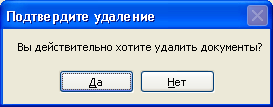 Подтвердите удаление
Вы действительно хотите удалить документы?
Да Нет